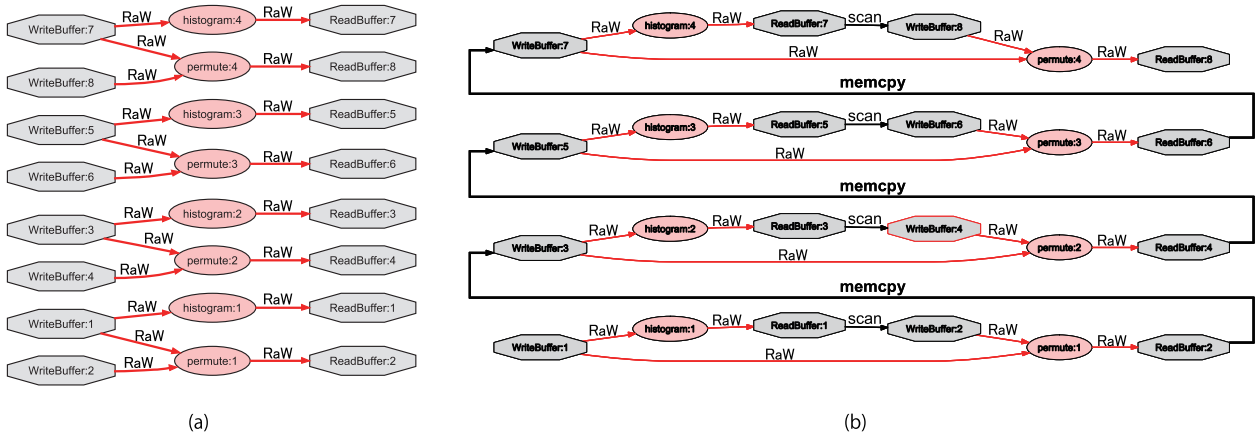 WriteBuffer:7 RaW histogram:4 RaW ReadBuffer:7
RaW
WriteBuffer:8 permute:4 RaW ReadBuffer:8
RaW
WriteBuffer:5 RaW histogram:3 RaW ReadBuffer:5
RaW
WriteBuffer:6 RaW permute:3 RaW ReadBuffer:6
WriteBuffer:3 RaW histogram:2 RaW ReadBuffer:3
RaW
WriteBuffer:4 RaW permute:2 RaW ReadBuffer:4
WriteBuffer:1 RaW histogram:1 RaW ReadBuffer:1
RaW
WriteBuffer:2 RaW permute:1 RaW ReadBuffer:2
(a)
WriteBuffer:7 RaW histogram:4 RaW ReadBuffer:7 scan WriteBuffer:8 RaW
RaW permute:4 RaW ReadBuffer:8
memcpy
WriteBuffer:5 RaW histogram:3 RaW ReadBuffer:5 scan WriteBuffer:6 RaW
RaW permute:3 RaW ReadBuffer:6
memcpy
WriteBuffer:3 RaW histogram:2 RaW ReadBuffer:3 scan WriteBuffer:4 RaW
RaW permute:2 RaW ReadBuffer:4
memcpy
WriteBuffer:1 RaW histogram:1 RaW ReadBuffer:1 scan WriteBuffer:2 RaW
RaW permute:1 RaW ReadBuffer:2
(b)